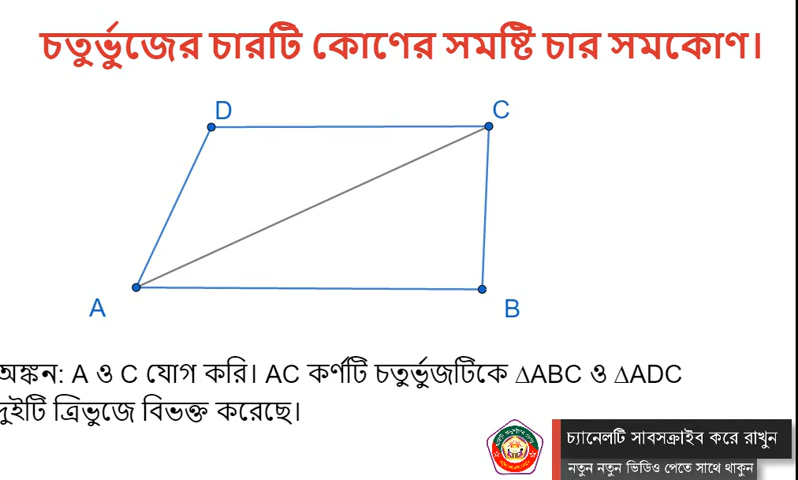 চতুর্ভুজের চারটি কোণের সমষ্টি চার সমকোণ।
D
C
A
B
অঙ্কন: A ও C যোগ করি। AC কর্ণটি চতুর্ভুজটিকে ∆ABC ও ∆ADC
দুইটি ত্রিভুজে বিভক্ত করেছে।
চ্যানেলটি সাবসক্রাইব করে রাখুন
নতুন নতুন ভিডিও পেতে সাথে থাকুন